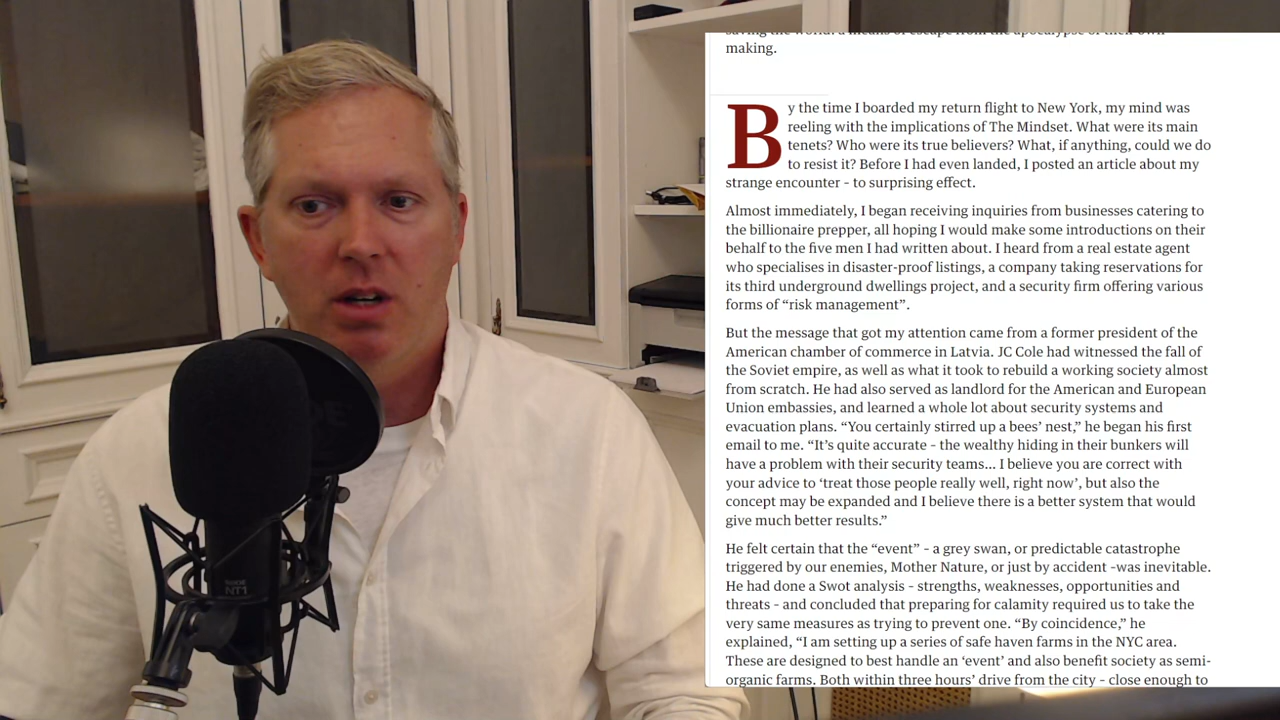 saving the world: a means of escape from the apocalypse of their own
making.
By the time I boarded my return flight to New York, my mind was
reeling with the implications of The Mindset. What were its main
tenets? Who were its true believers? What, if anything, could we do
to resist it? Before I had even landed, I posted an article about my
strange encounter – to surprising effect.
Almost immediately, I began receiving inquiries from businesses catering to
the billionaire prepper, all hoping I would make some introductions on their
behalf to the five men I had written about. I heard from a real estate agent
who specialises in disaster-proof listings, a company taking reservations for
its third underground dwellings project, and a security firm offering various
forms of “risk management”.
But the message that got my attention came from a former president of the
American chamber of commerce in Latvia. JC Cole had witnessed the fall of
the Soviet empire, as well as what it took to rebuild a working society almost
from scratch. He had also served as landlord for the American and European
Union embassies, and learned a whole lot about security systems and
evacuation plans. “You certainly stirred up a bees’ nest,” he began his first
email to me. “It’s quite accurate – the wealthy hiding in their bunkers will
have a problem with their security teams… I believe you are correct with
your advice to ‘treat those people really well, right now’, but also the
concept may be expanded and I believe there is a better system that would
give much better results.”
He felt certain that the “event” – a grey swan, or predictable catastrophe
triggered by our enemies, Mother Nature, or just by accident –was inevitable.
He had done a Swot analysis – strengths, weaknesses, opportunities and
threats – and concluded that preparing for calamity required us to take the
very same measures as trying to prevent one. “By coincidence,” he
explained, “I am setting up a series of safe haven farms in the NYC area.
These are designed to best handle an ‘event’ and also benefit society as semi-
organic farms. Both within three hours’ drive from the city – close enough to
NT1